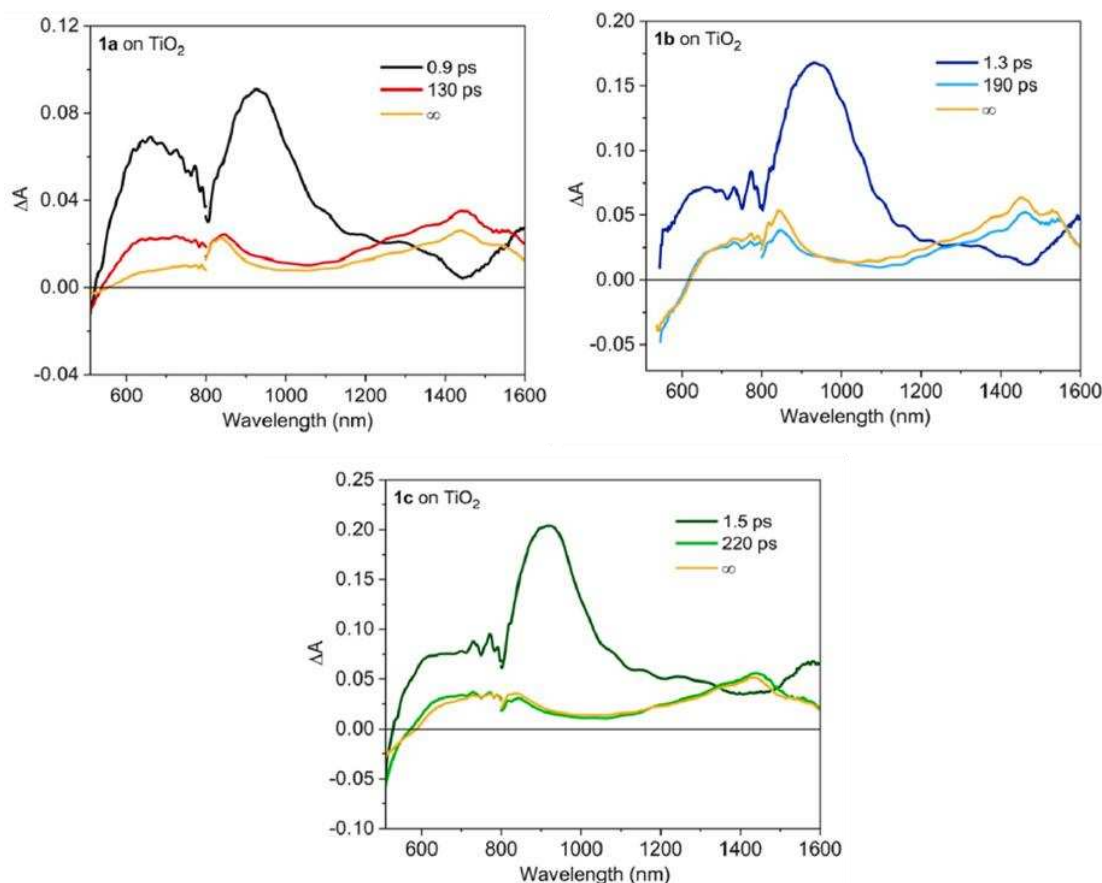 1a on TiO₂
0.9 ps
130 ps
∞
0.12
0.08
0.04
0.00
-0.04
ΔA
600 800 1000 1200 1400 1600
Wavelength (nm)
1b on TiO₂
1.3 ps
190 ps
∞
0.20
0.15
0.10
0.05
0.00
-0.05
ΔA
600 800 1000 1200 1400 1600
Wavelength (nm)
1c on TiO₂
1.5 ps
220 ps
∞
0.25
0.20
0.15
0.10
0.05
0.00
-0.05
-0.10
ΔA
600 800 1000 1200 1400 1600
Wavelength (nm)